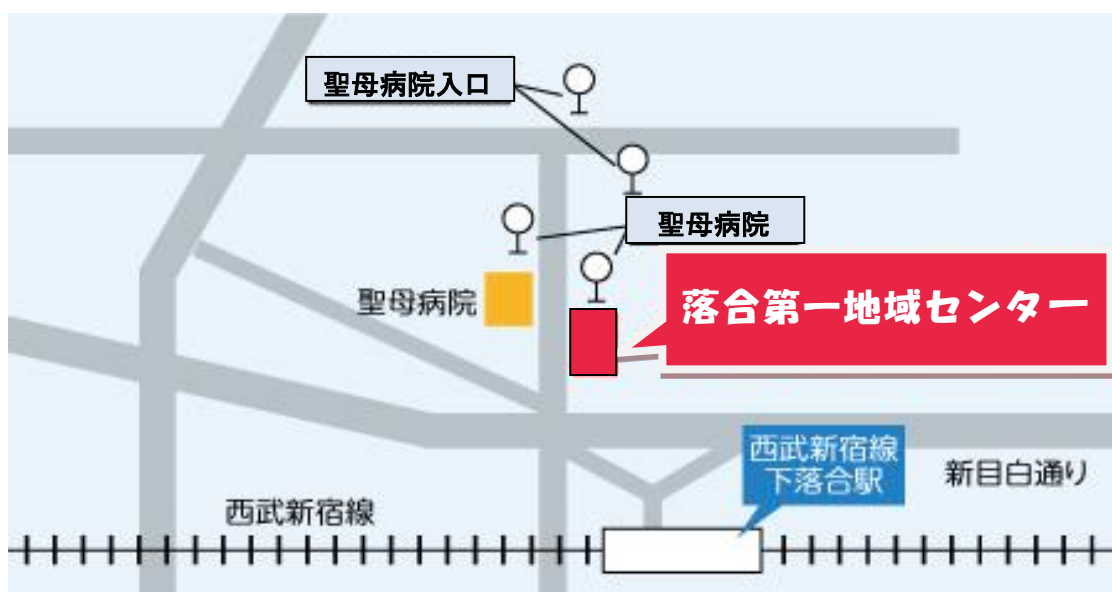 聖母病院入口
聖母病院
聖母病院
落合第一地域センター
西武新宿線
下落合駅
新目白通り
西武新宿線